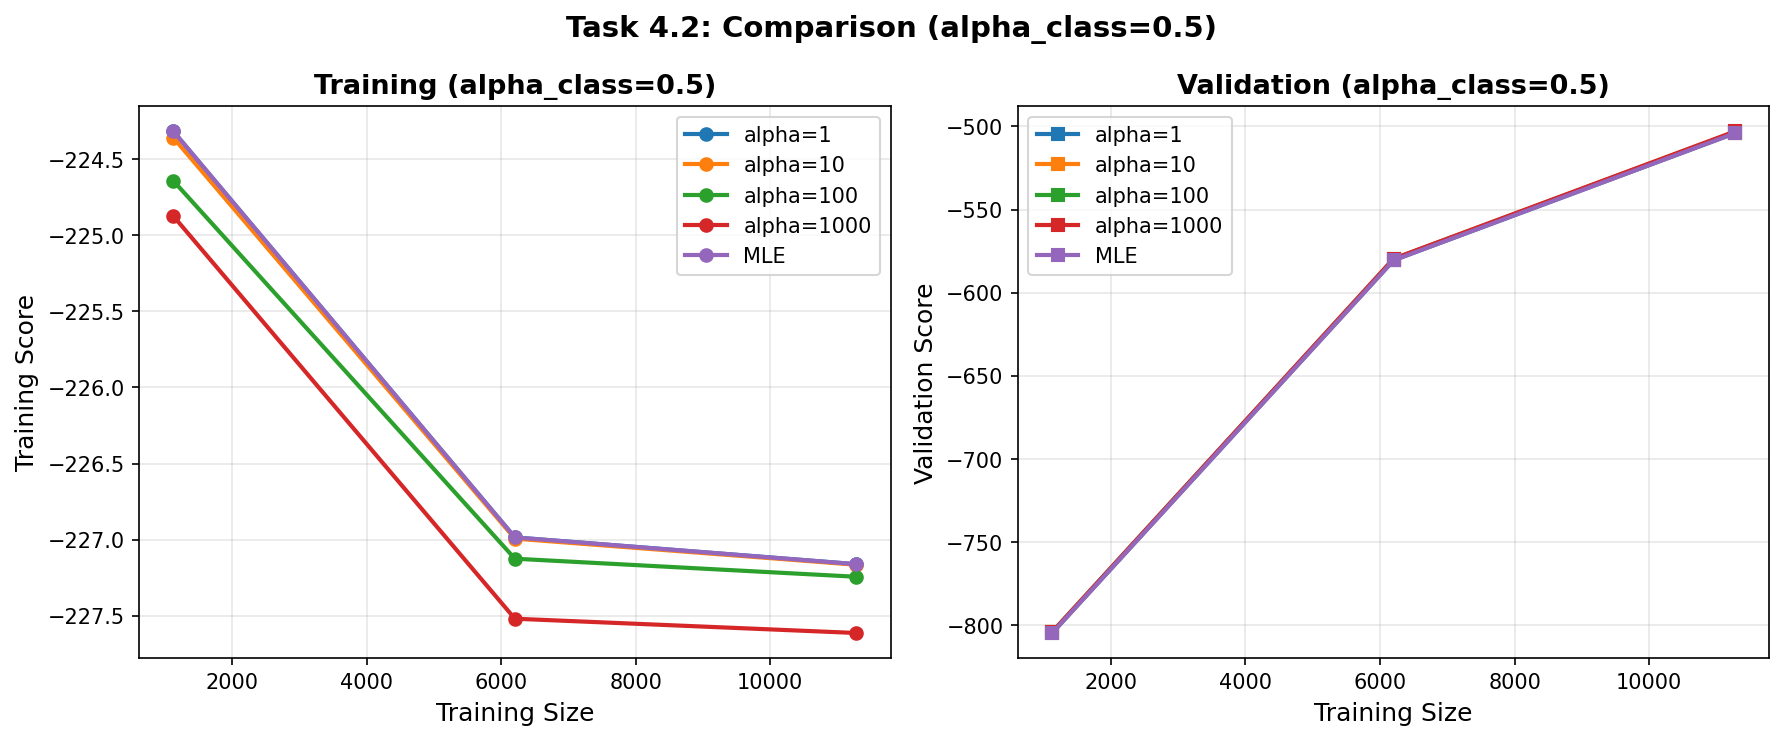 Task 4.2: Comparison (alpha_class=0.5)
Training (alpha_class=0.5)
alpha=1
alpha=10
alpha=100
alpha=1000
MLE
Training Score
−224.5
−225.0
−225.5
−226.0
−226.5
−227.0
−227.5
2000
4000
6000
8000
10000
Training Size
Validation (alpha_class=0.5)
alpha=1
alpha=10
alpha=100
alpha=1000
MLE
Validation Score
−500
−550
−600
−650
−700
−750
−800
2000
4000
6000
8000
10000
Training Size